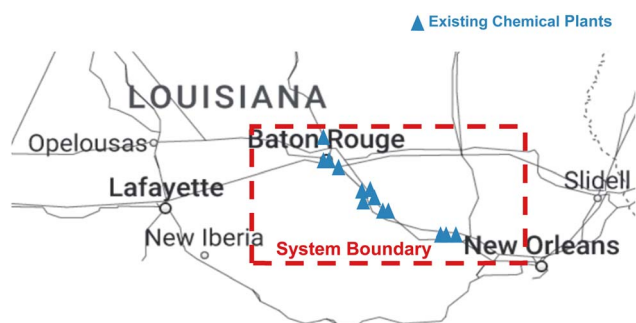 Existing Chemical Plants
LOUISIANA
Opelousas
Baton Rouge
Lafayette
Slidell
New Iberia
System Boundary
New Orleans